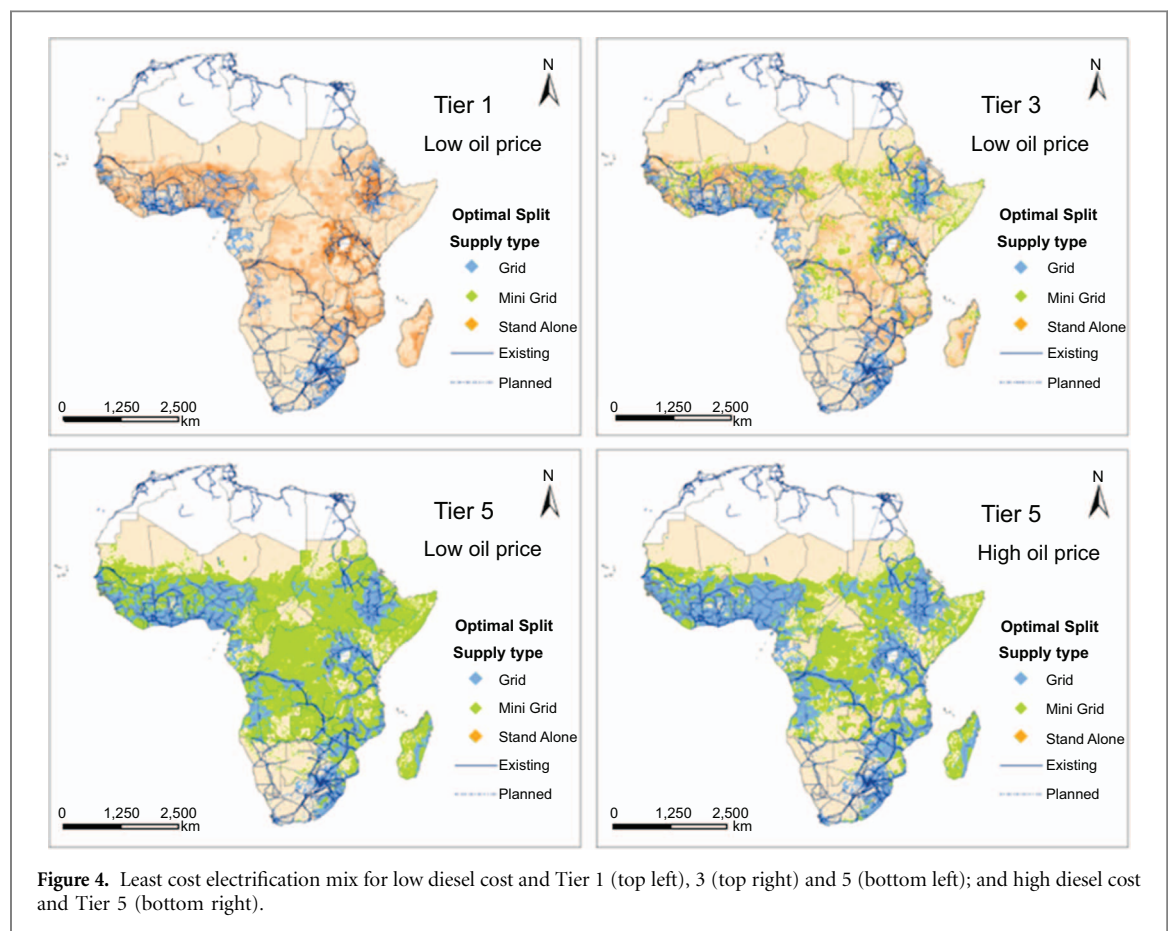 N
Tier 1
Low oil price
Optimal Split
Supply type
Grid
Mini Grid
Stand Alone
Existing
Planned
0 1,250 2,500
km
N
Tier 3
Low oil price
Optimal Split
Supply type
Grid
Mini Grid
Stand Alone
Existing
Planned
0 1,250 2,500
km
N
Tier 5
Low oil price
Optimal Split
Supply type
Grid
Mini Grid
Stand Alone
Existing
Planned
0 1,250 2,500
km
N
Tier 5
High oil price
Optimal Split
Supply type
Grid
Mini Grid
Stand Alone
Existing
Planned
0 1,250 2,500
km
Figure 4. Least cost electrification mix for low diesel cost and Tier 1 (top left), 3 (top right) and 5 (bottom left); and high diesel cost
and Tier 5 (bottom right).